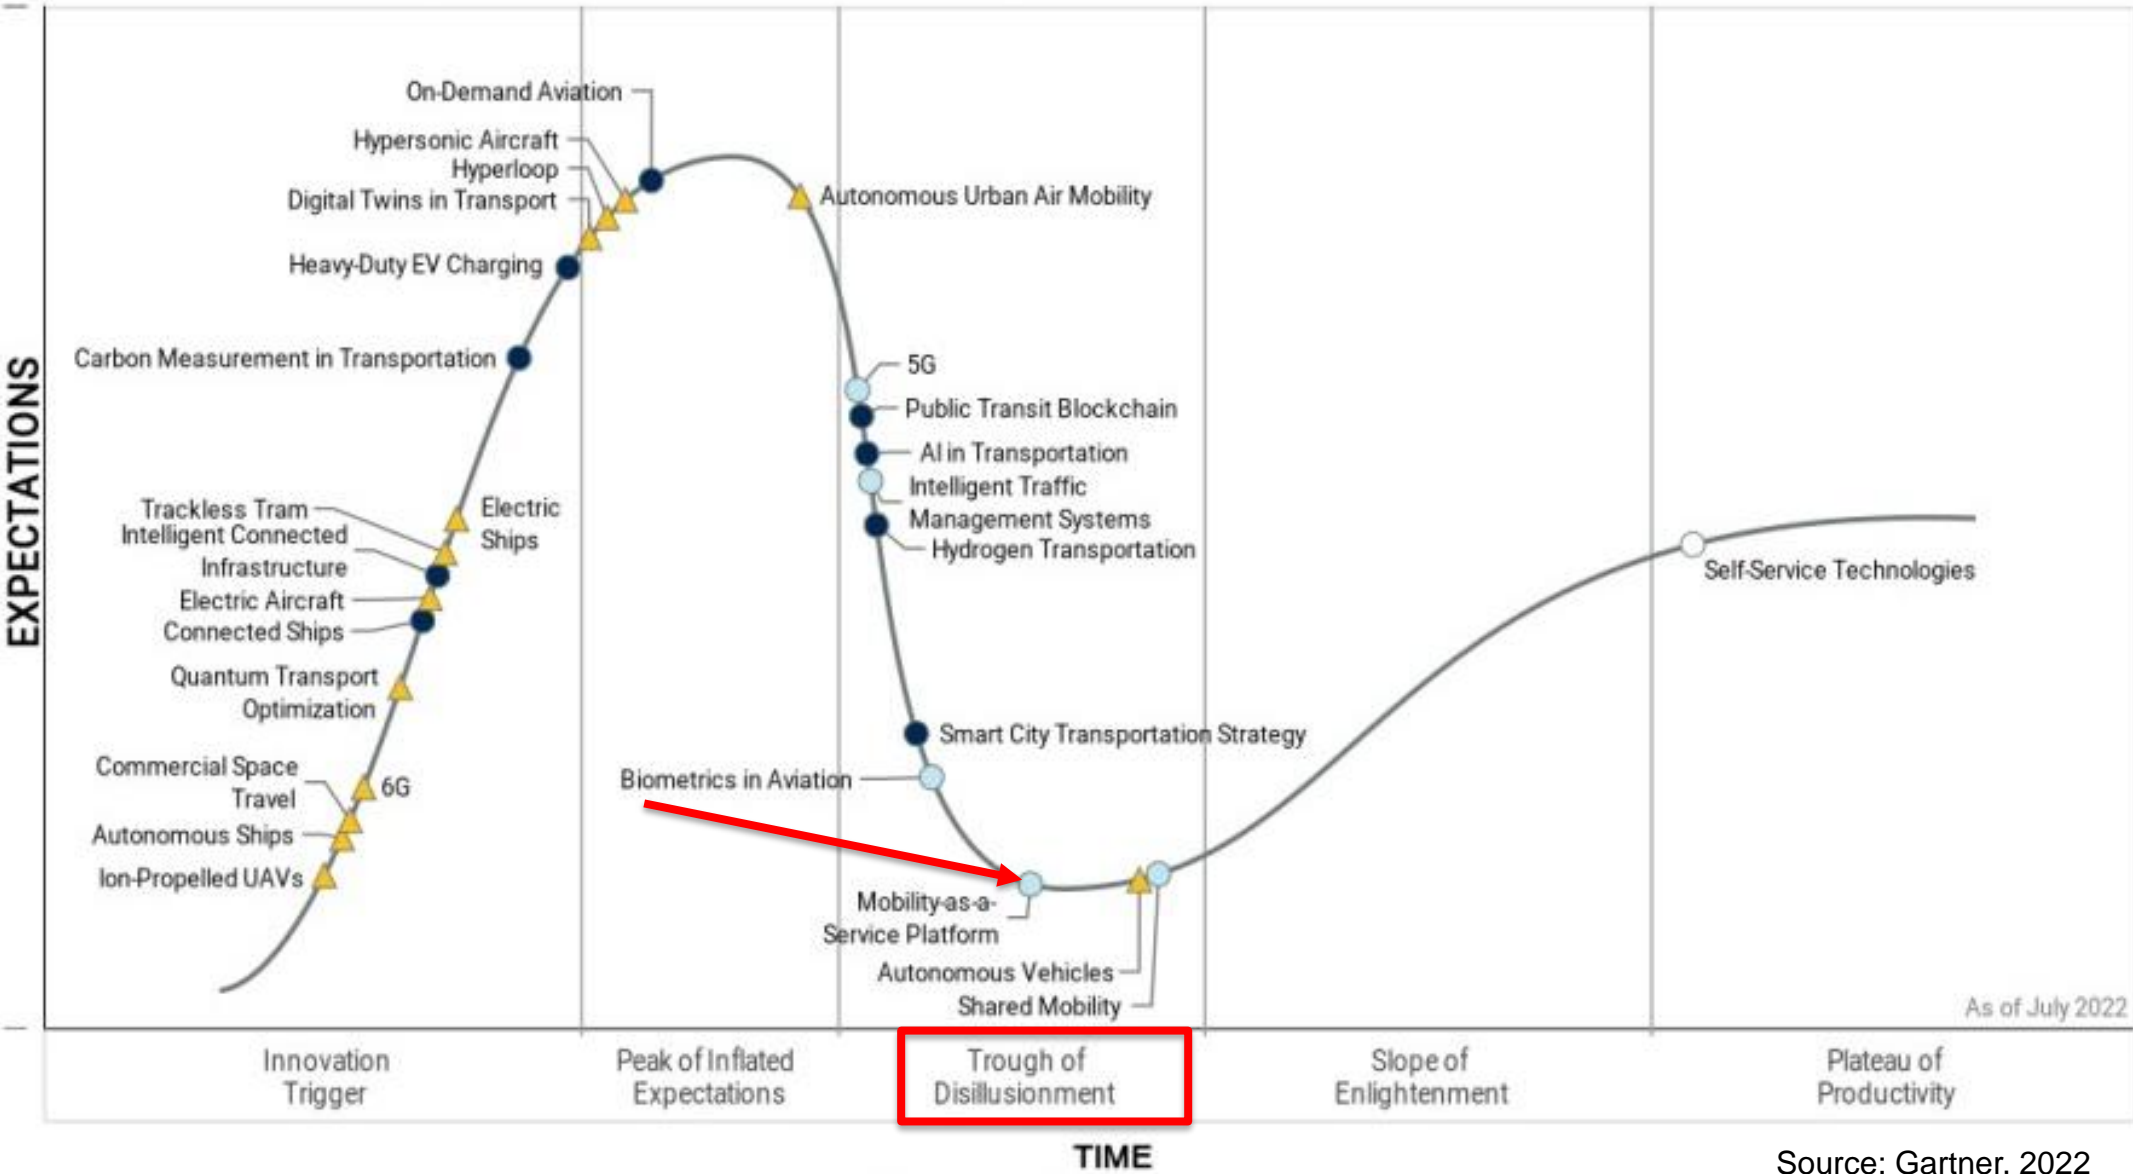 On-Demand Aviation
Hypersonic Aircraft
Hyperloop
Digital Twins in Transport
Autonomous Urban Air Mobility
Heavy-Duty EV Charging
Carbon Measurement in Transportation
5G
Public Transit Blockchain
AI in Transportation
Intelligent Traffic
Management Systems
Hydrogen Transportation
Trackless Tram
Electric
Ships
Intelligent Connected
Infrastructure
Electric Aircraft
Connected Ships
Quantum Transport
Optimization
Self-Service Technologies
Smart City Transportation Strategy
Biometrics in Aviation
Commercial Space
Travel
6G
Autonomous Ships
Ion-Propelled UAVs
Mobility-as-a-
Service Platform
Autonomous Vehicles
Shared Mobility
As of July 2022
EXPECTATIONS
Innovation
Trigger
Peak of Inflated
Expectations
Trough of
Disillusionment
Slope of
Enlightenment
Plateau of
Productivity
TIME
Source: Gartner, 2022